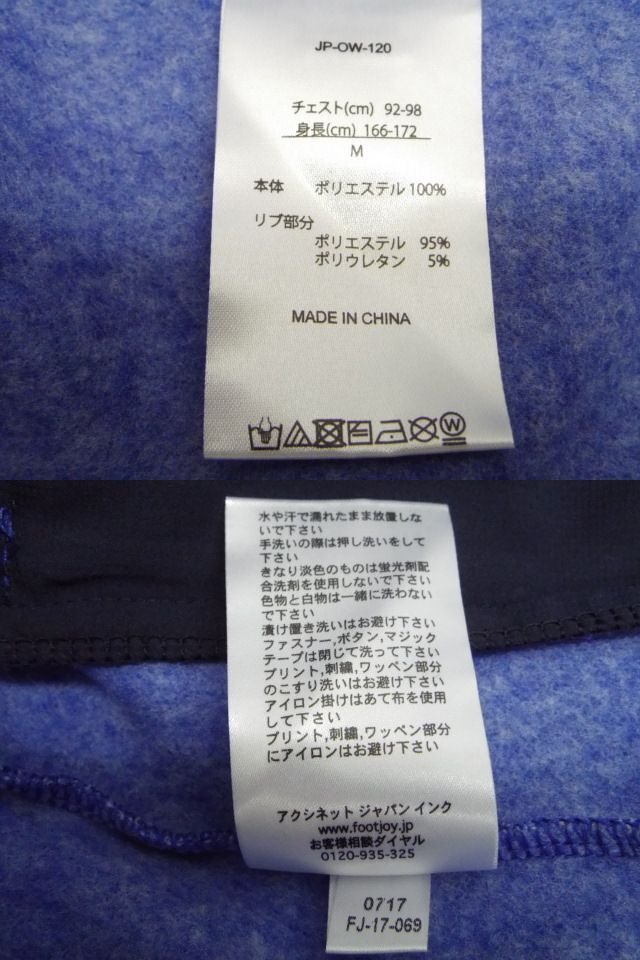 JP-OW-120
チェスト(cm) 92-98
身長(cm) 166-172
M
本体 ポリエステル 100%
リブ部分
ポリエステル 95%
ポリウレタン 5%
MADE IN CHINA
W
水や汗で濡れたまま放置しな
いで下さい
手洗いの際は押し洗いをして
下さい
きなり淡色のものは蛍光剤配
合洗剤を使用しないで下さい
色物と白物は一緒に洗わない
で下さい
漬け置き洗いはお避け下さい
ファスナー,ボタン,マジック
テープは閉じて洗って下さい
プリント,刺繍,ワッペン部分
のこすり洗いはお避け下さい
アイロン掛けはあて布を使用
して下さい
プリント,刺繍,ワッペン部分
にアイロンはお避け下さい
アクシネット ジャパン インク
www.footjoy.jp
お客様相談ダイヤル
0120-935-325
0717
FJ-17-069